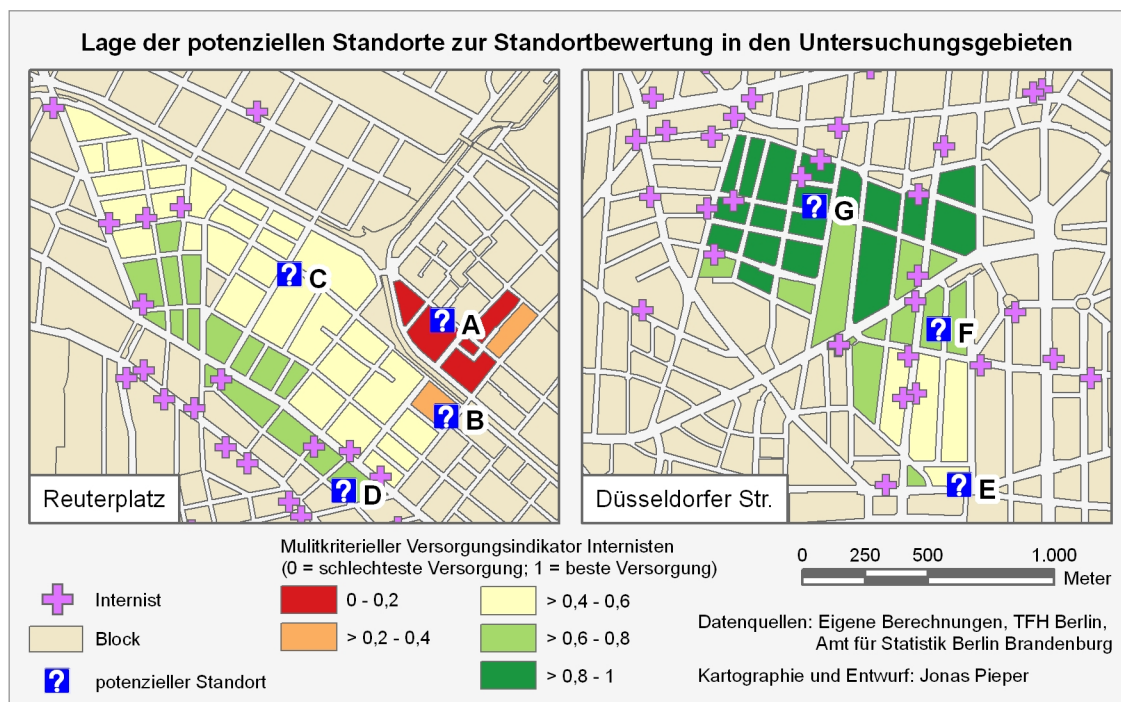 Lage der potenziellen Standorte zur Standortbewertung in den Untersuchungsgebieten
C
A
B
D
Reuterplatz
G
F
E
Düsseldorfer Str.
Mulitkriterieller Versorgungsindikator Internisten
(0 = schlechteste Versorgung; 1 = beste Versorgung)
Internist
Block
? potenzieller Standort
0 - 0,2
> 0,2 - 0,4
> 0,4 - 0,6
> 0,6 - 0,8
> 0,8 - 1
0 250 500 1.000
Meter
Datenquellen: Eigene Berechnungen, TFH Berlin,
Amt für Statistik Berlin Brandenburg
Kartographie und Entwurf: Jonas Pieper